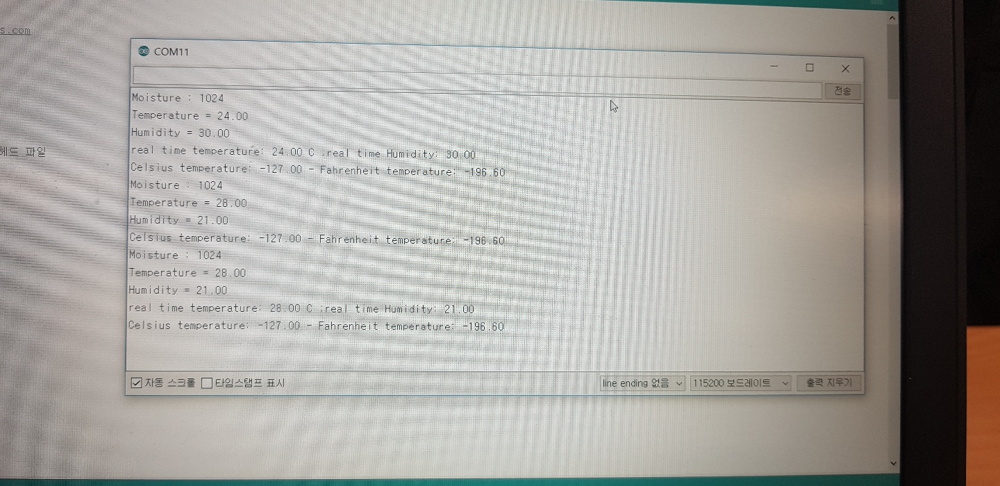 s.com
COM11
전송
Moisture : 1024
Temperature = 24.00
Humidity = 30.00
real time temperature: 24.00 C ;real time Humidity: 30.00
Celsius temperature: -127.00 - Fahrenheit temperature: -196.60
Moisture : 1024
Temperature = 28.00
헤드 파일
Humidity = 21.00
Celsius temperature: -127.00 - Fahrenheit temperature: -196.60
Moisture : 1024
Temperature = 28.00
Humidity = 21.00
real time temperature: 28.00 C ;real time Humidity: 21.00
Celsius temperature: -127.00 - Fahrenheit temperature: -196.60
자동 스크롤 타임스탬프 표시 line ending 없음 115200 보드레이트 출력 지우기